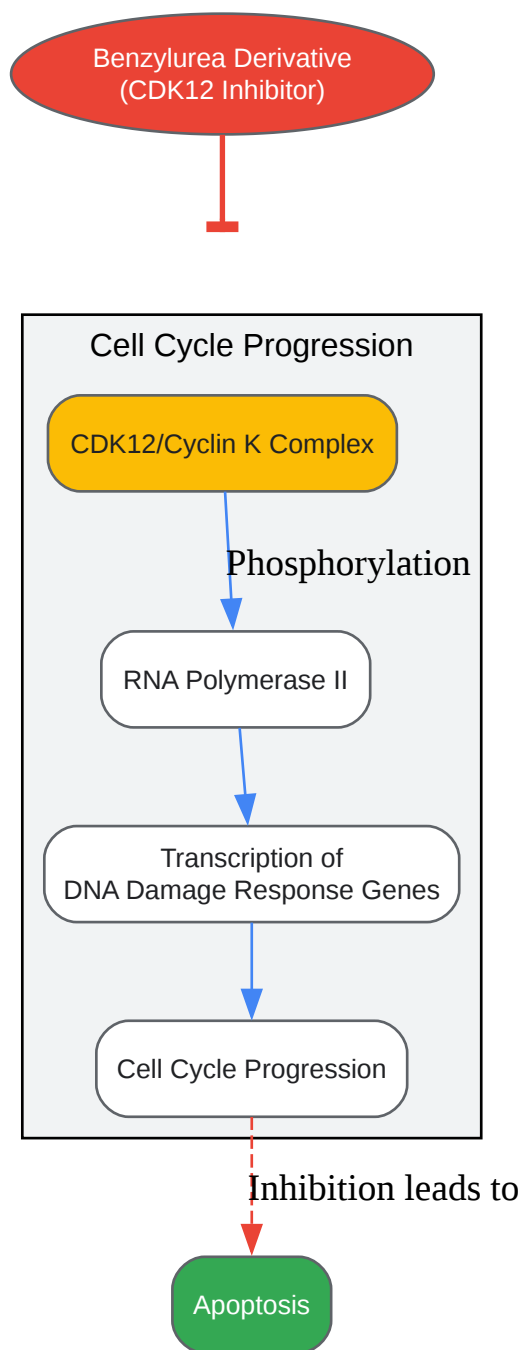 Benzylurea Derivative
(CDK12 Inhibitor)
Cell Cycle Progression
CDK12/Cyclin K Complex
Phosphorylation
RNA Polymerase II
Transcription of
DNA Damage Response Genes
Cell Cycle Progression
Inhibition leads to
Apoptosis